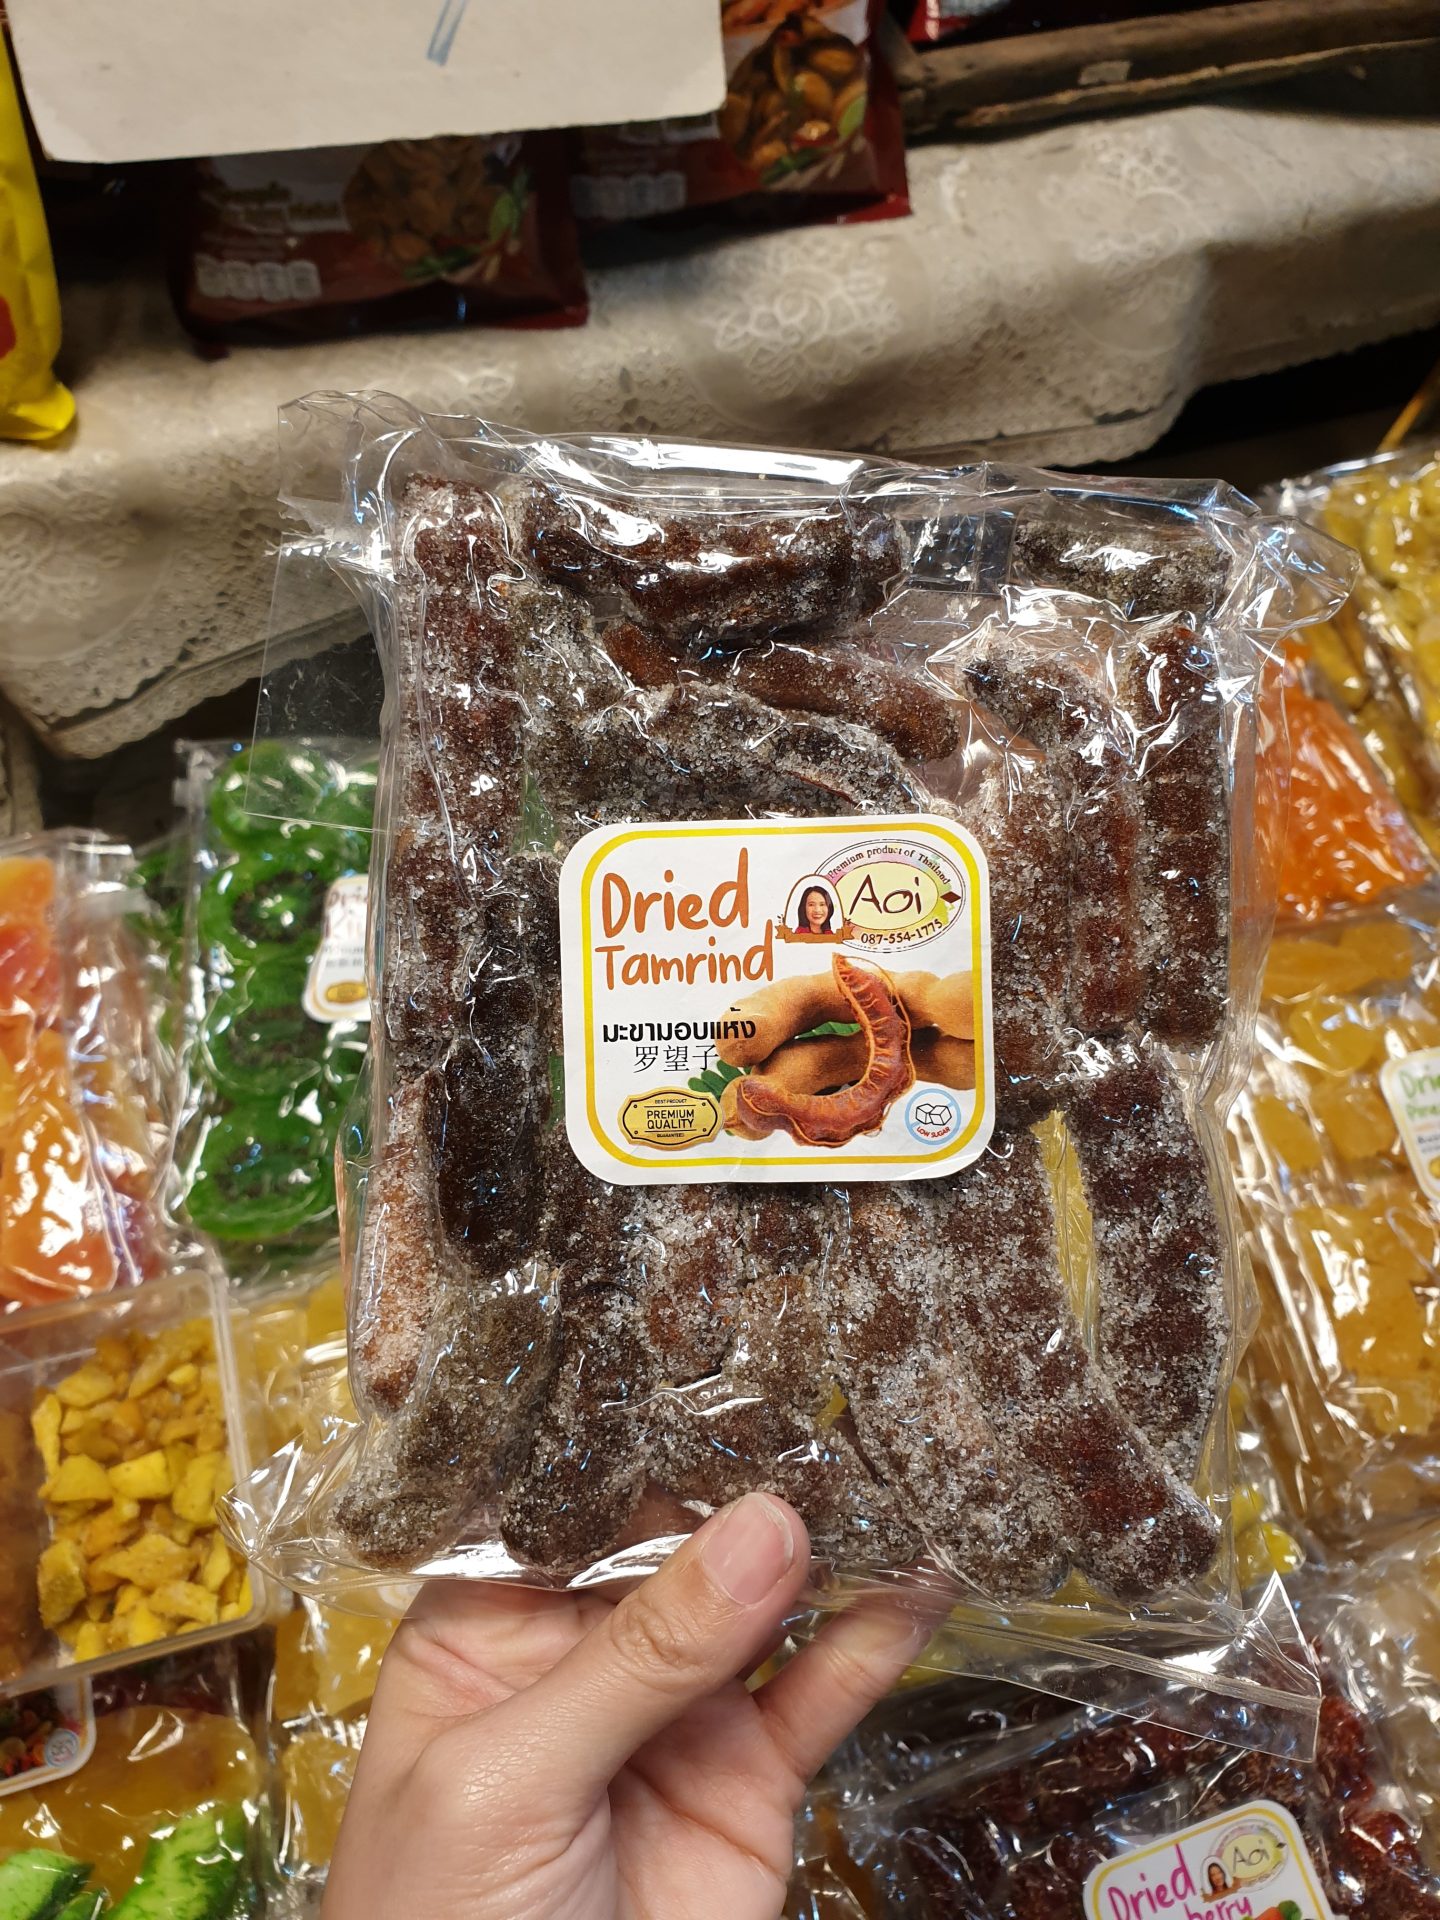 Dried
Tamrind
Premium product of Thailand
Aoi
087-554-1775
มะขามอบแห้ง
罗望子
BEST PRODUCT
PREMIUM
QUALITY
GUARANTEED
LOW SUGAR
Dried
Aoi
berry